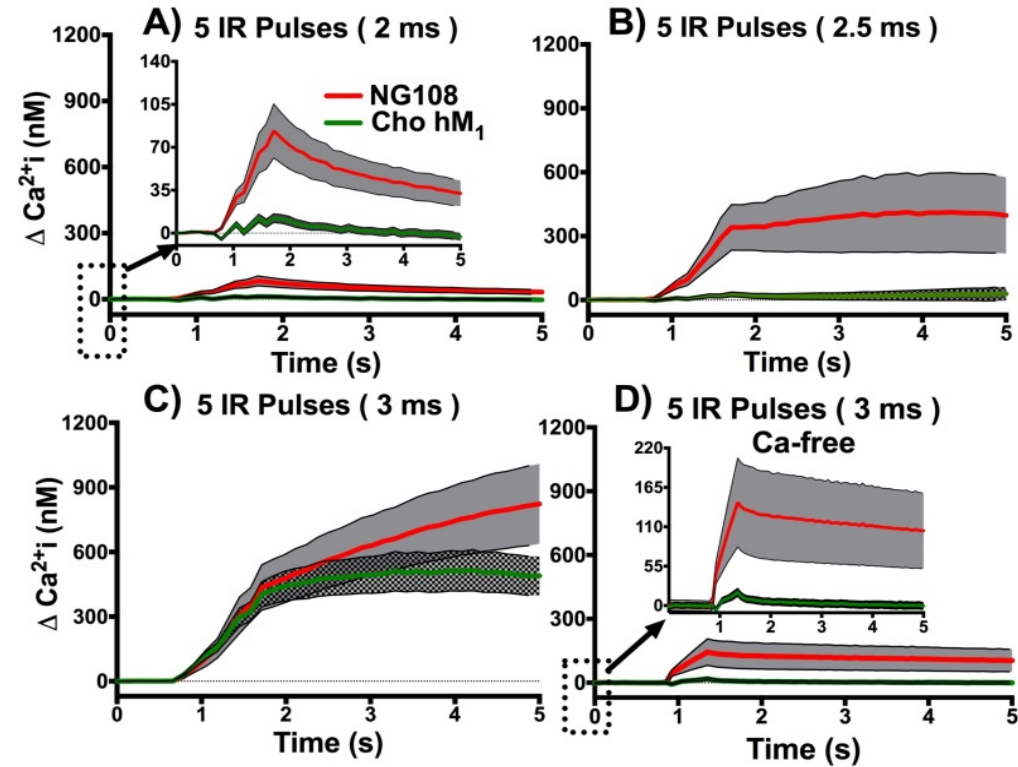 A) 5 IR Pulses ( 2 ms )
1200
900
600
300
0
Δ Ca2+i (nM)
140
105
70
35
0
0 1 2 3 4 5
NG108
Cho hM1
0 1 2 3 4 5
Time (s)
B) 5 IR Pulses ( 2.5 ms )
1200
900
600
300
0
0 1 2 3 4 5
Time (s)
C) 5 IR Pulses ( 3 ms )
1200
900
600
300
0
Δ Ca2+i (nM)
0 1 2 3 4 5
Time (s)
D) 5 IR Pulses ( 3 ms )
Ca-free
1200
900
600
300
0
220
165
110
55
0
1 2 3 4 5
0 1 2 3 4 5
Time (s)